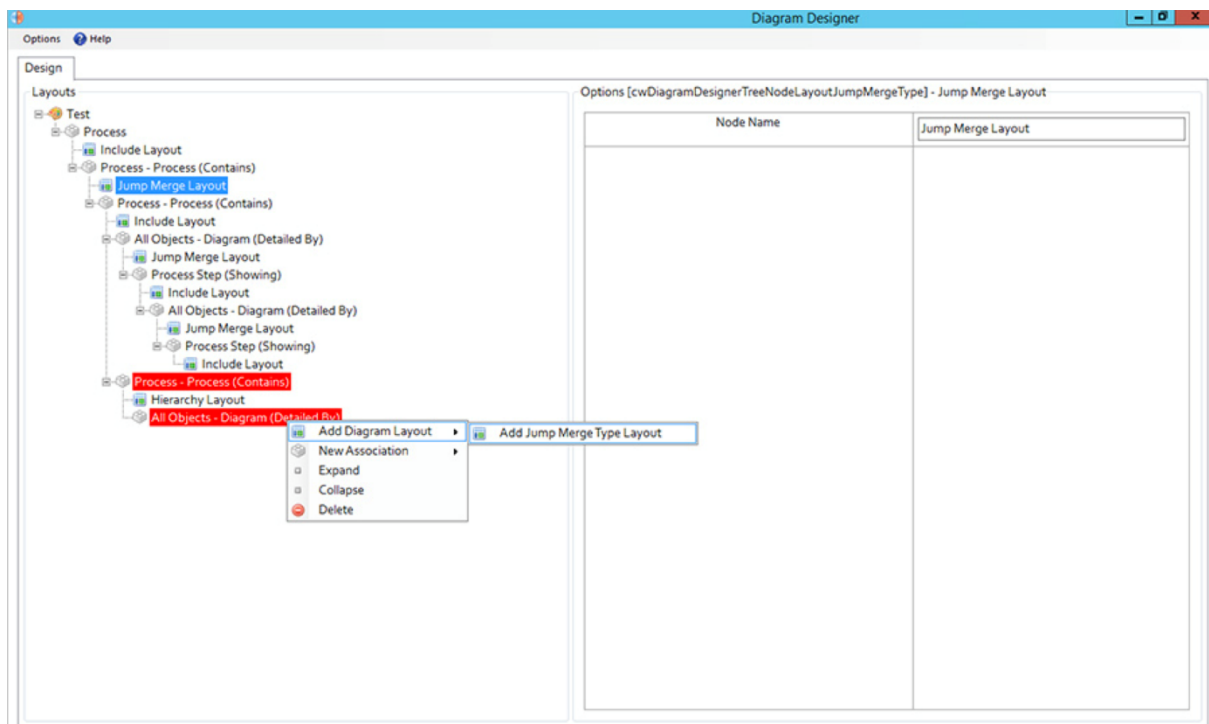 Diagram Designer
Options Help
Design
Layouts
Test
Process
Include Layout
Process - Process (Contains)
Jump Merge Layout
Process - Process (Contains)
Include Layout
All Objects - Diagram (Detailed By)
Jump Merge Layout
Process Step (Showing)
Include Layout
All Objects - Diagram (Detailed By)
Jump Merge Layout
Process Step (Showing)
Include Layout
Process - Process (Contains)
Hierarchy Layout
All Objects - Diagram (Detailed By)
Add Diagram Layout
New Association
Expand
Collapse
Delete
Add Jump Merge Type Layout
Options [cwDiagramDesignerTreeNodeLayoutJumpMergeType] - Jump Merge Layout
Node Name Jump Merge Layout